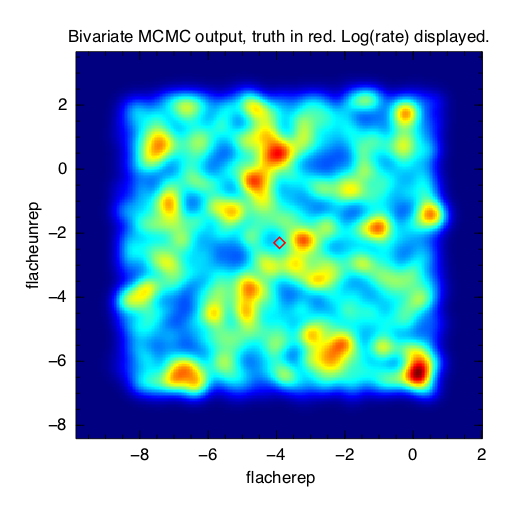 Bivariate MCMC output, truth in red. Log(rate) displayed.
2
0
−2
−4
−6
−8
flacheunrep
−8 −6 −4 −2 0 2
flacherep